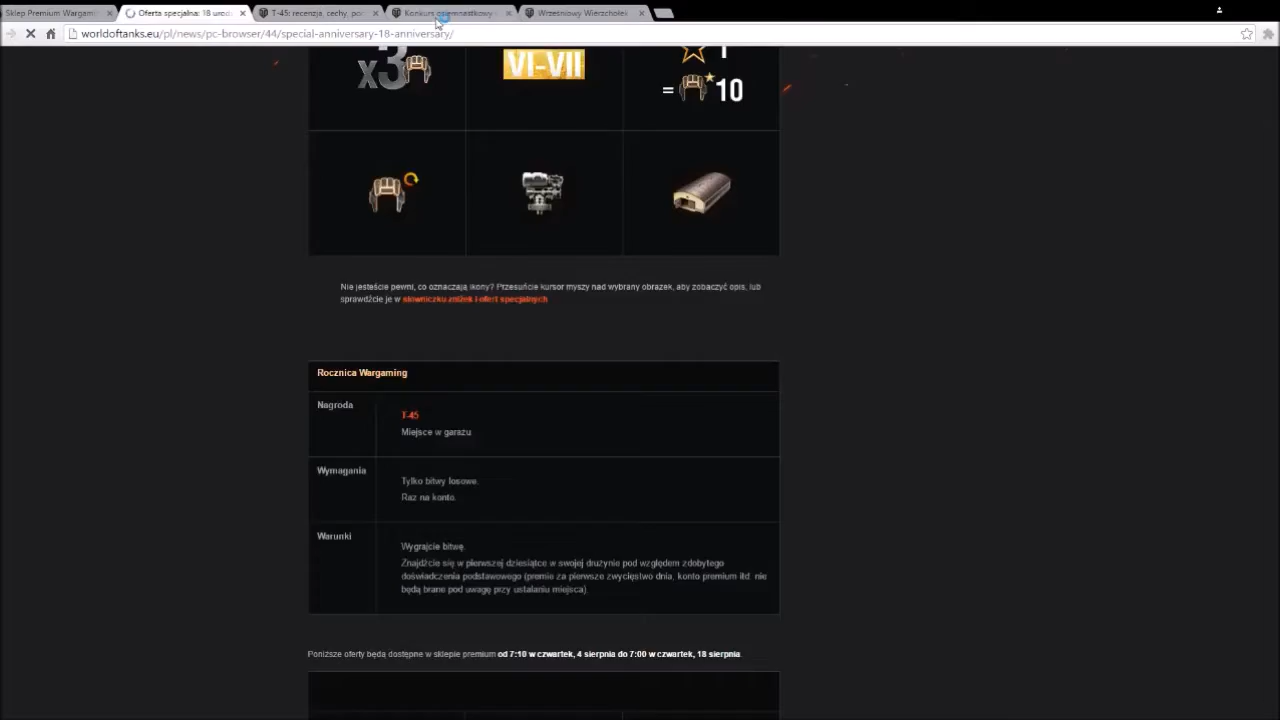 Sklep Premium Wargami
Oferta specjalna: 18 urod
T-45: recenzja, cechy, po
Konkurs osiemnastkowy
Wrześniowy Wierzchołek
worldoftanks.eu/pl/news/pc-browser/44/special-anniversary-18-anniversary/
x3
VI-VII
1
= 10
Nie jesteście pewni, co oznaczają ikony? Przesuńcie kursor myszy nad wybrany obrazek, aby zobaczyć opis, lub
sprawdźcie je w słowniczku zniżek i ofert specjalnych
Rocznica Wargaming
Nagroda
T-45
Miejsce w garażu
Wymagania
Tylko bitwy losowe.
Raz na konto.
Warunki
Wygrajcie bitwę.
Znajdźcie się w pierwszej dziesiątce w swojej drużynie pod względem zdobytego
doświadczenia podstawowego (premie za pierwsze zwycięstwo dnia, konto premium itd. nie
będą brane pod uwagę przy ustalaniu miejsca).
Poniższe oferty będą dostępne w sklepie premium od 7:10 w czwartek, 4 sierpnia do 7:00 w czwartek, 18 sierpnia.